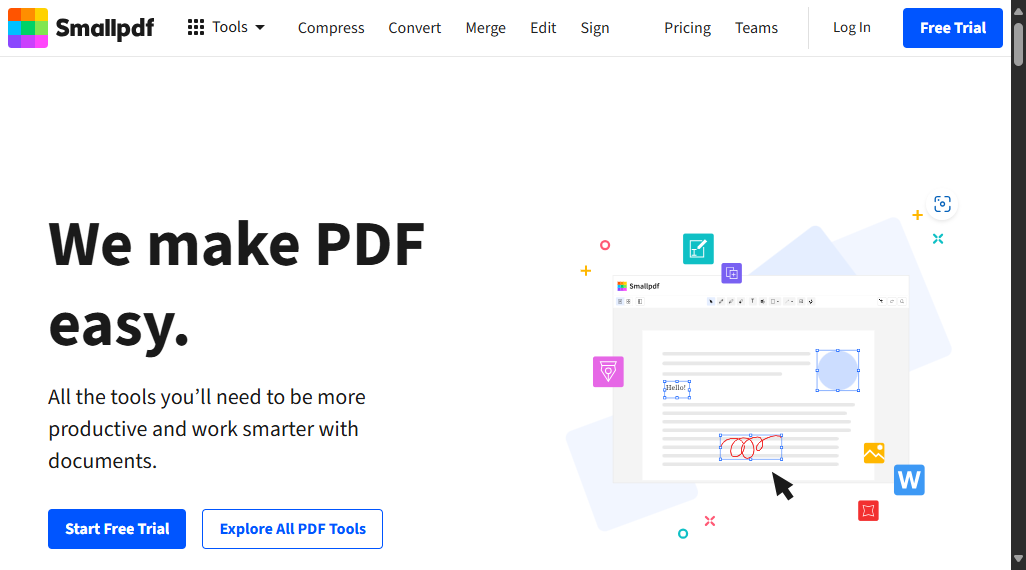 Smallpdf
Tools
Compress
Convert
Merge
Edit
Sign
Pricing
Teams
Log In
Free Trial
We make PDF
easy.
All the tools you’ll need to be more
productive and work smarter with
documents.
Start Free Trial
Explore All PDF Tools
Smallpdf
T
Hello!
W